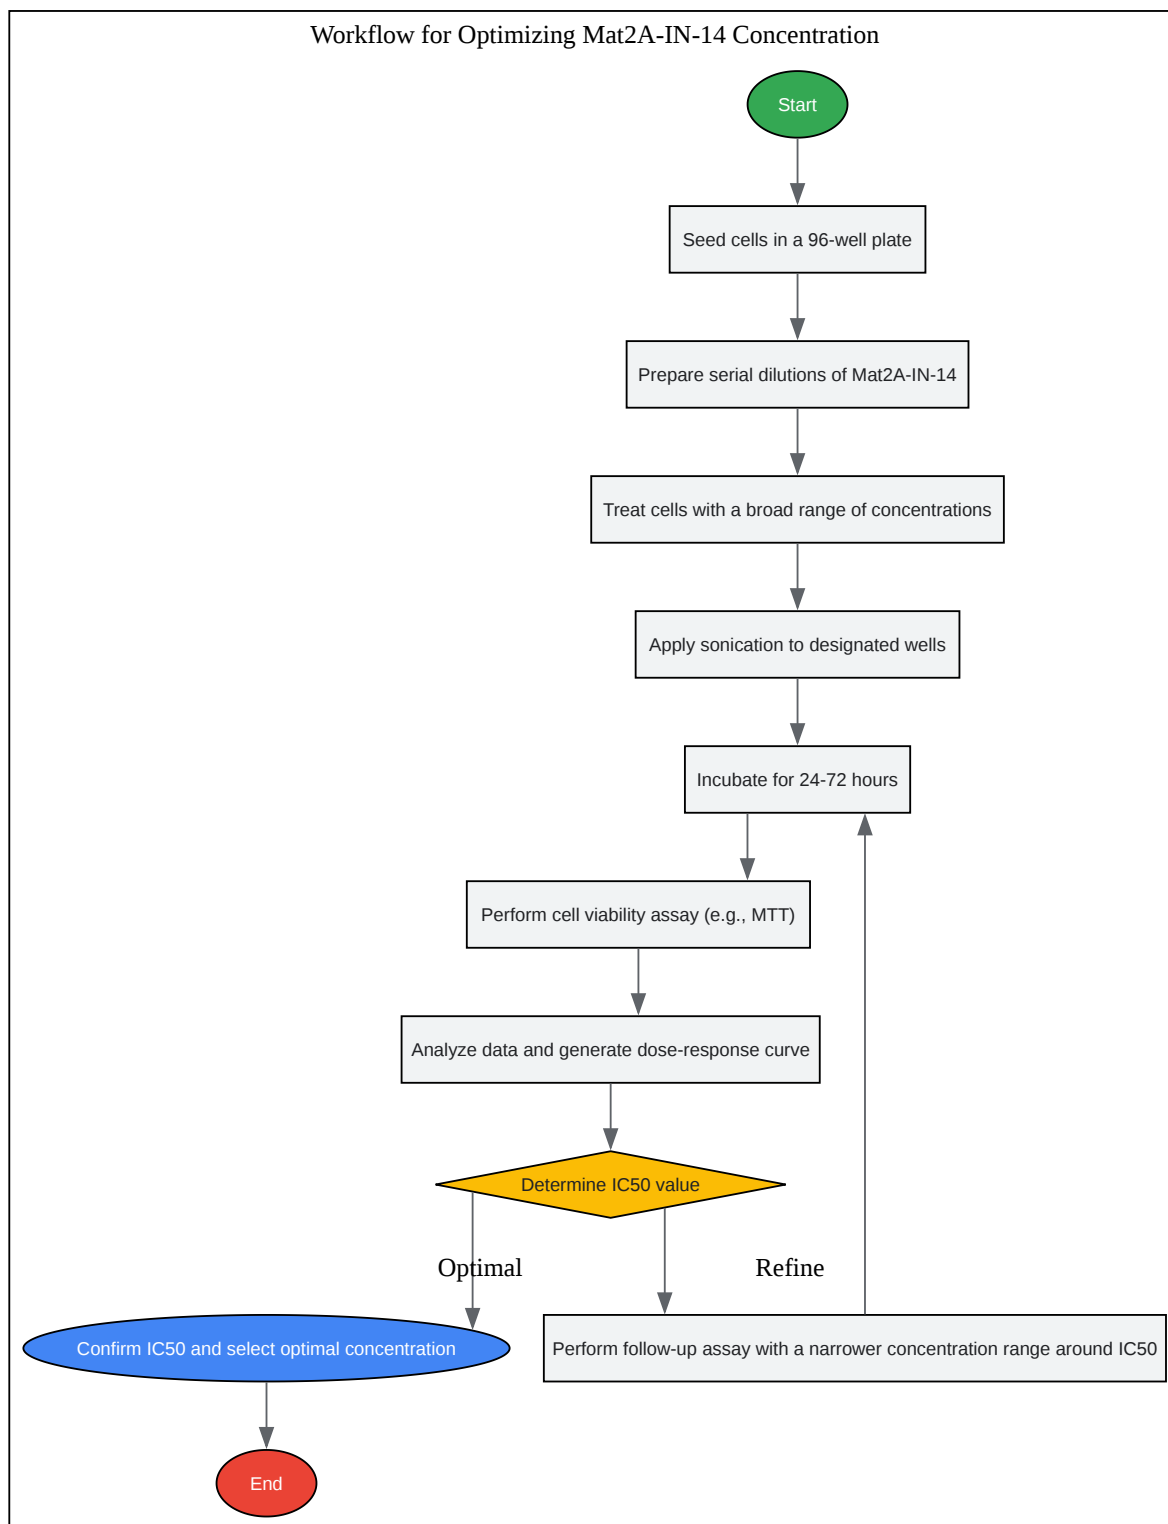 Workflow for Optimizing Mat2A-IN-14 Concentration
Start
Seed cells in a 96-well plate
Prepare serial dilutions of Mat2A-IN-14
Treat cells with a broad range of concentrations
Apply sonication to designated wells
Incubate for 24-72 hours
Perform cell viability assay (e.g., MTT)
Analyze data and generate dose-response curve
Determine IC50 value
Optimal
Refine
Confirm IC50 and select optimal concentration
Perform follow-up assay with a narrower concentration range around IC50
End